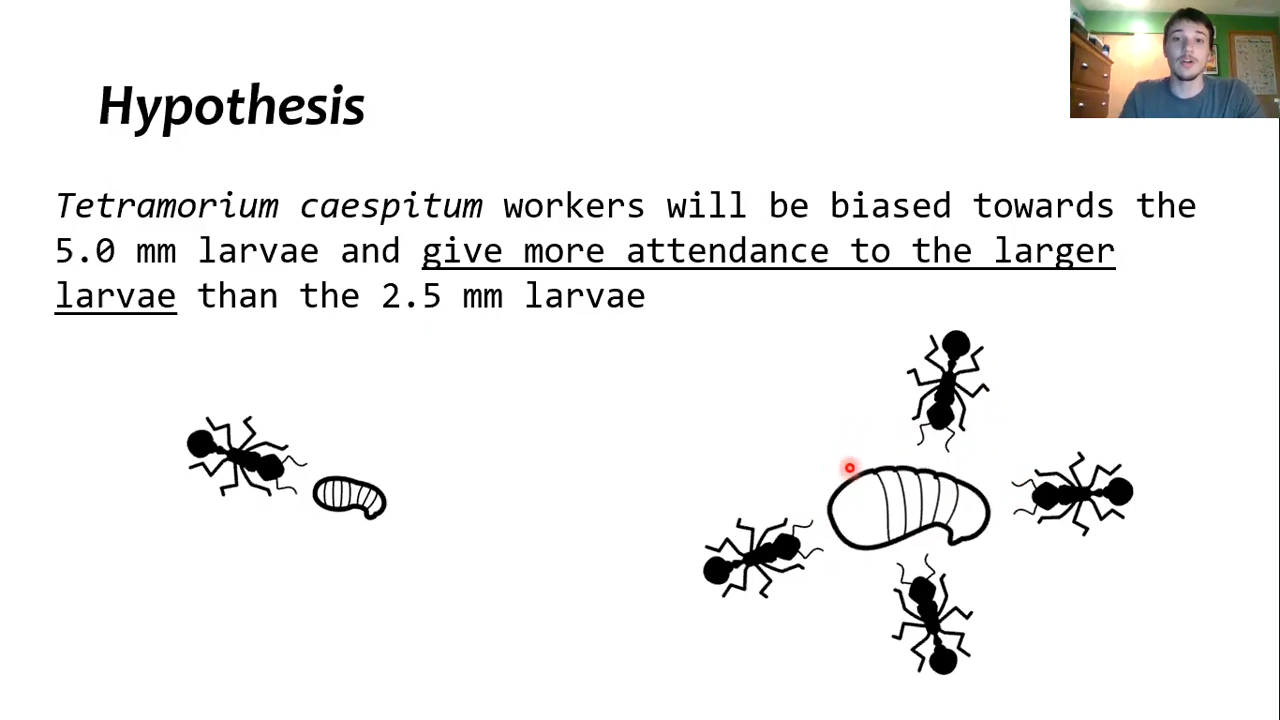 Hypothesis
Tetramorium caespitum workers will be biased towards the
5.0 mm larvae and give more attendance to the larger
larvae than the 2.5 mm larvae